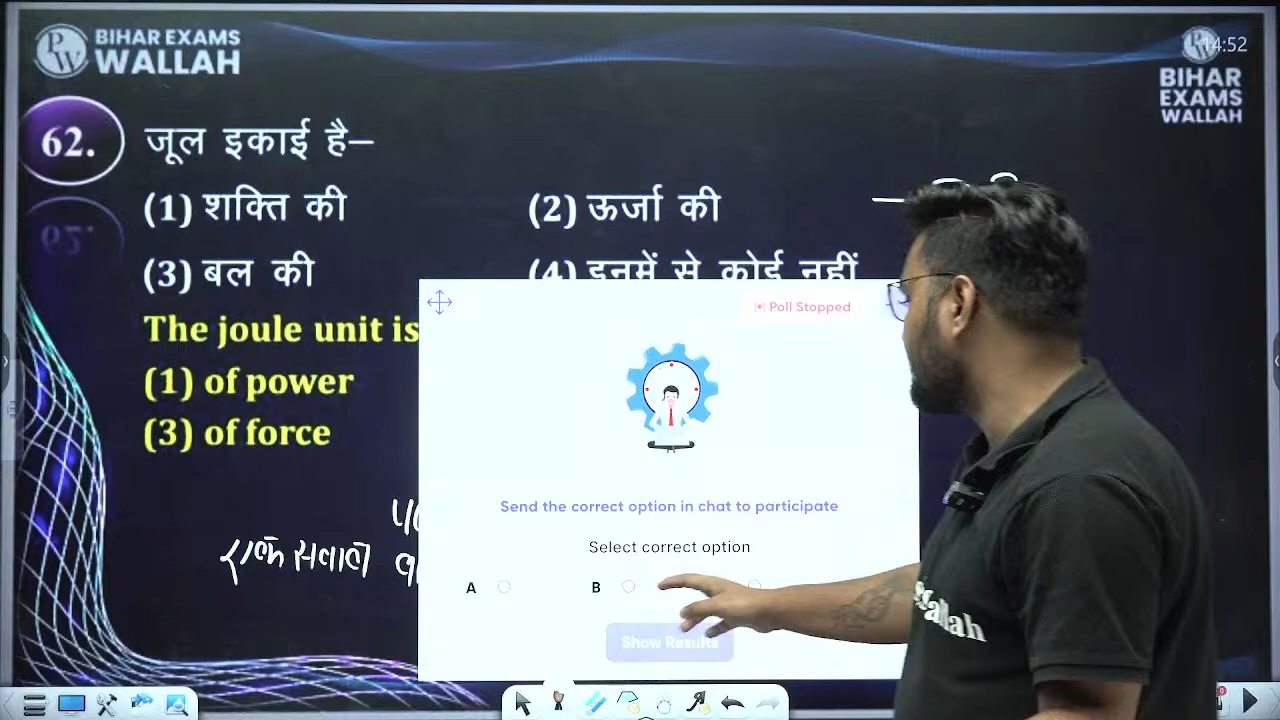 BIHAR EXAMS
WALLAH
14:52
BIHAR
EXAMS
WALLAH
62. जूल इकाई है–
(1) शक्ति की (2) ऊर्जा की
(3) बल की (4) इनमें से कोई नहीं
The joule unit is
(1) of power
(3) of force
एक सवाल
Poll Stopped
Send the correct option in chat to participate
Select correct option
A B
Show Results